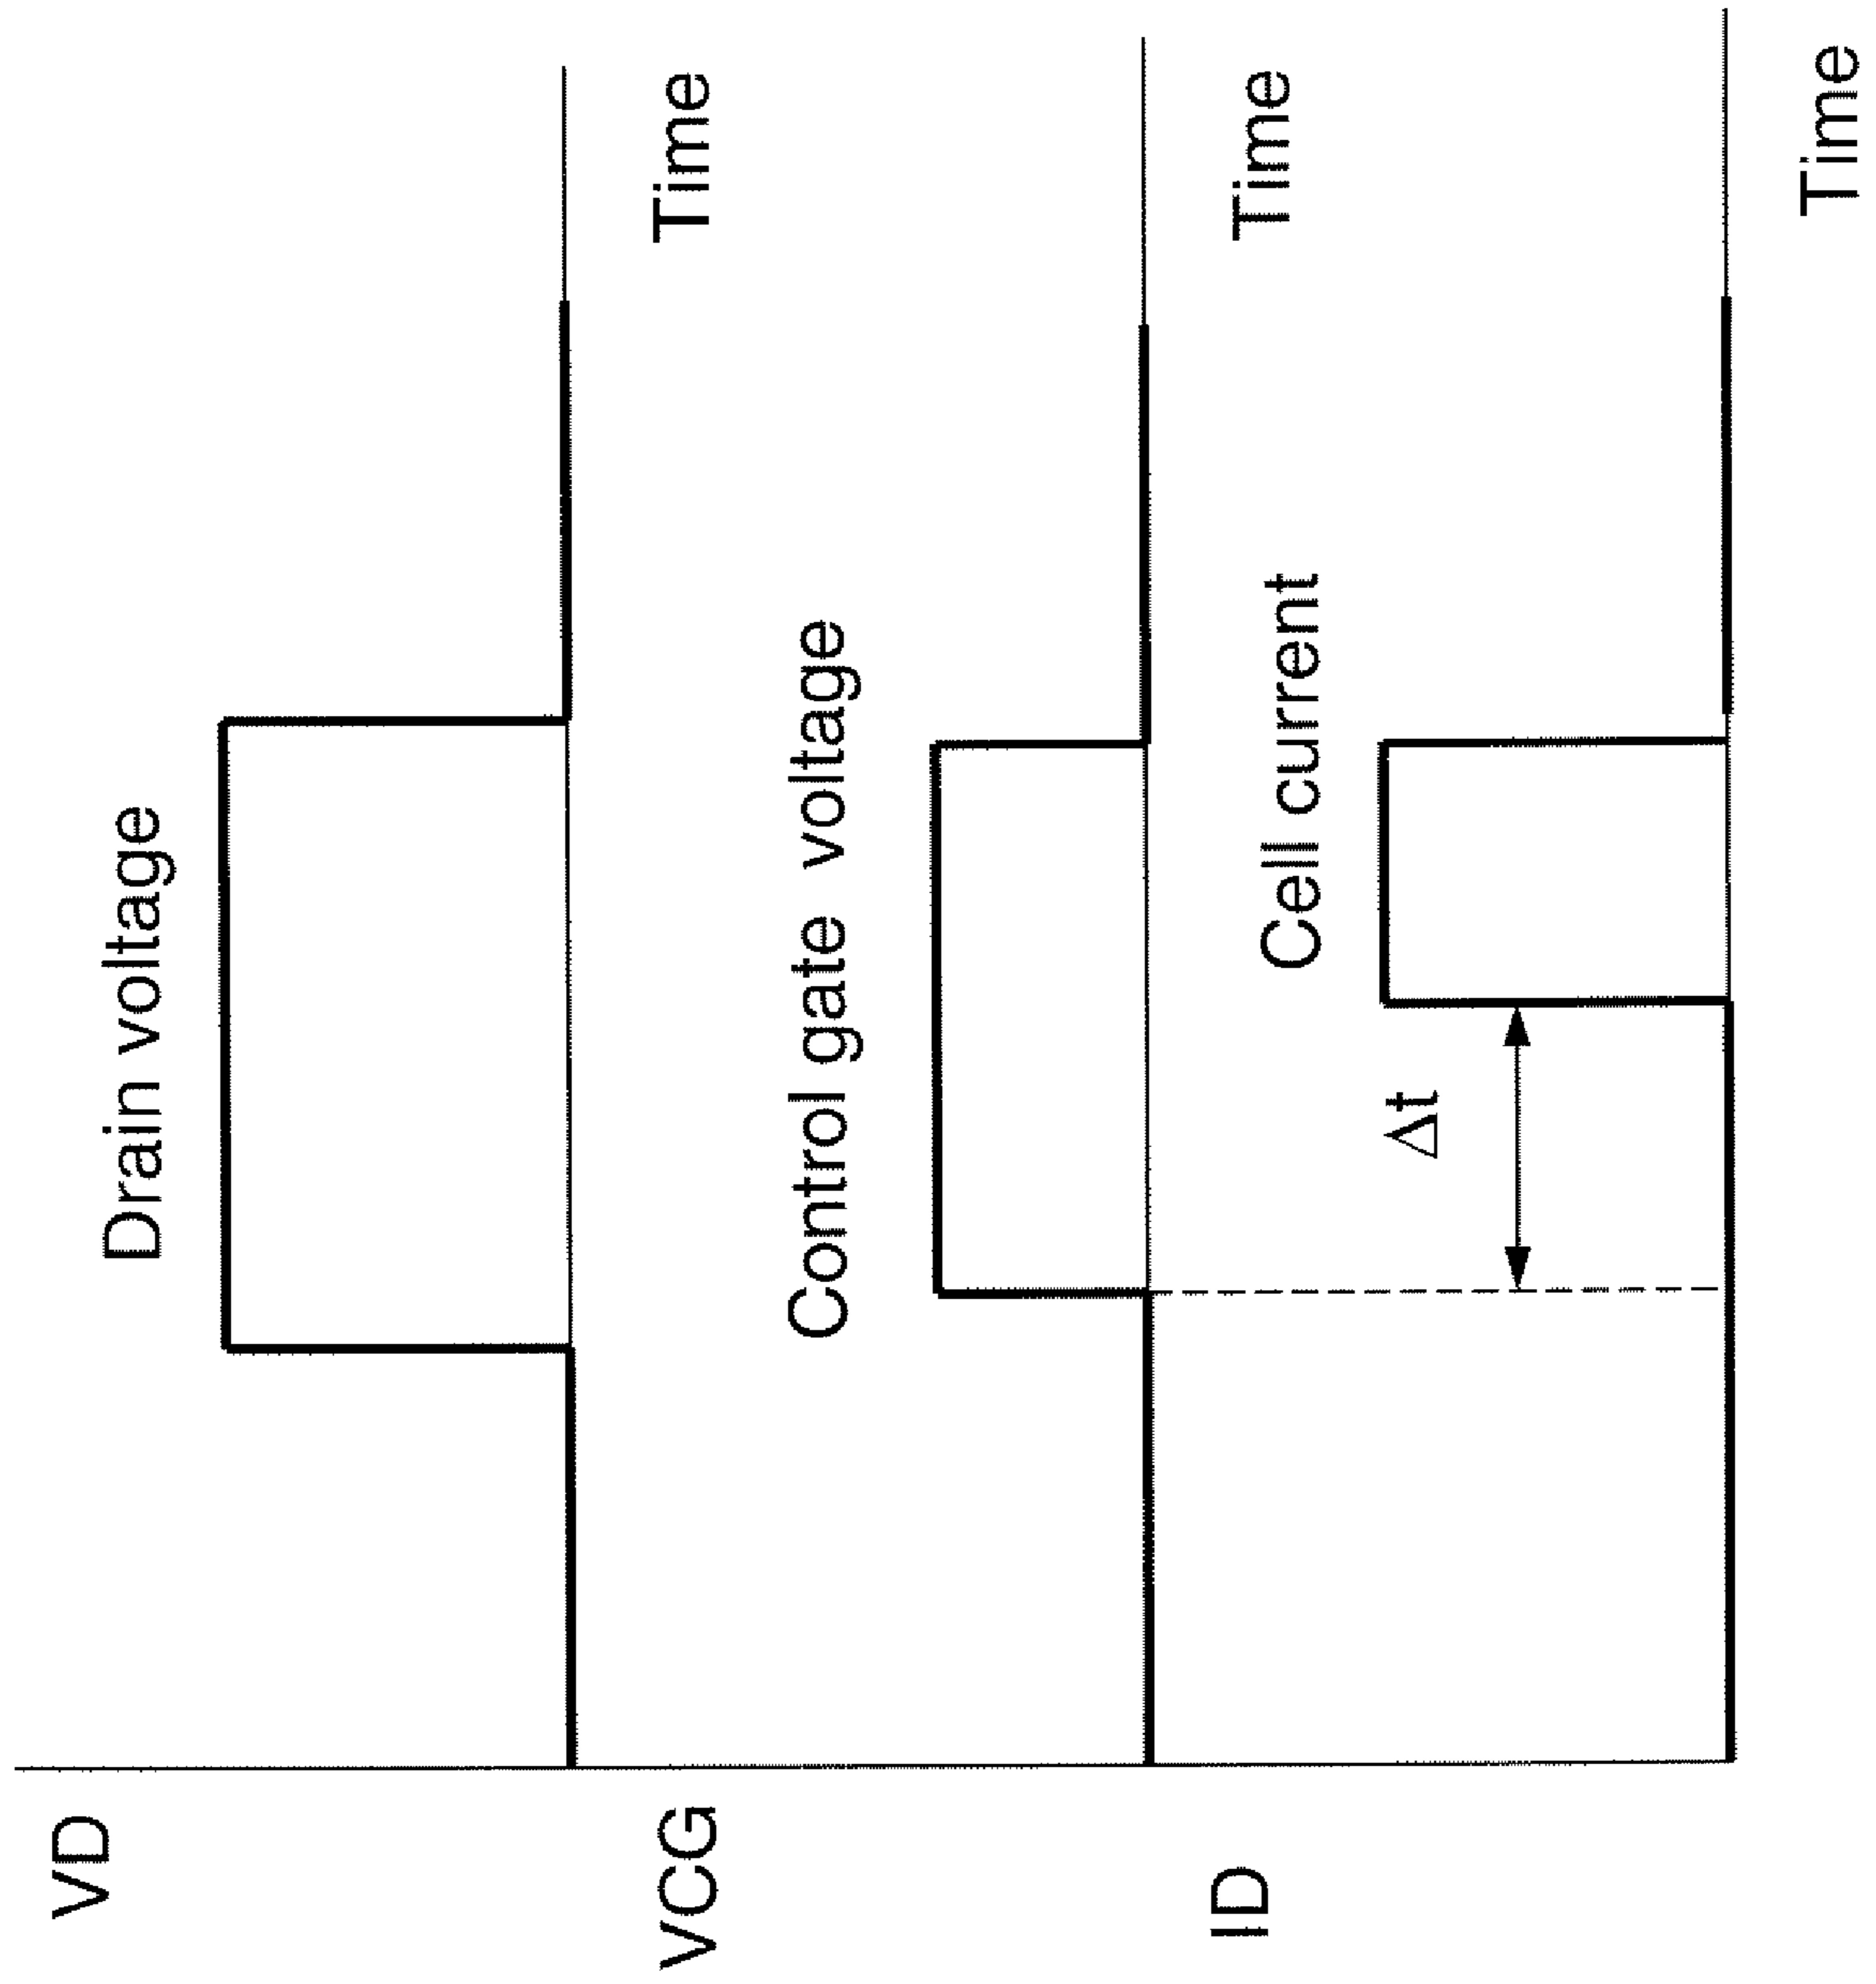 VD
Drain voltage
Time
VCG
Control gate voltage
Time
ID
Cell current
Δt
Time